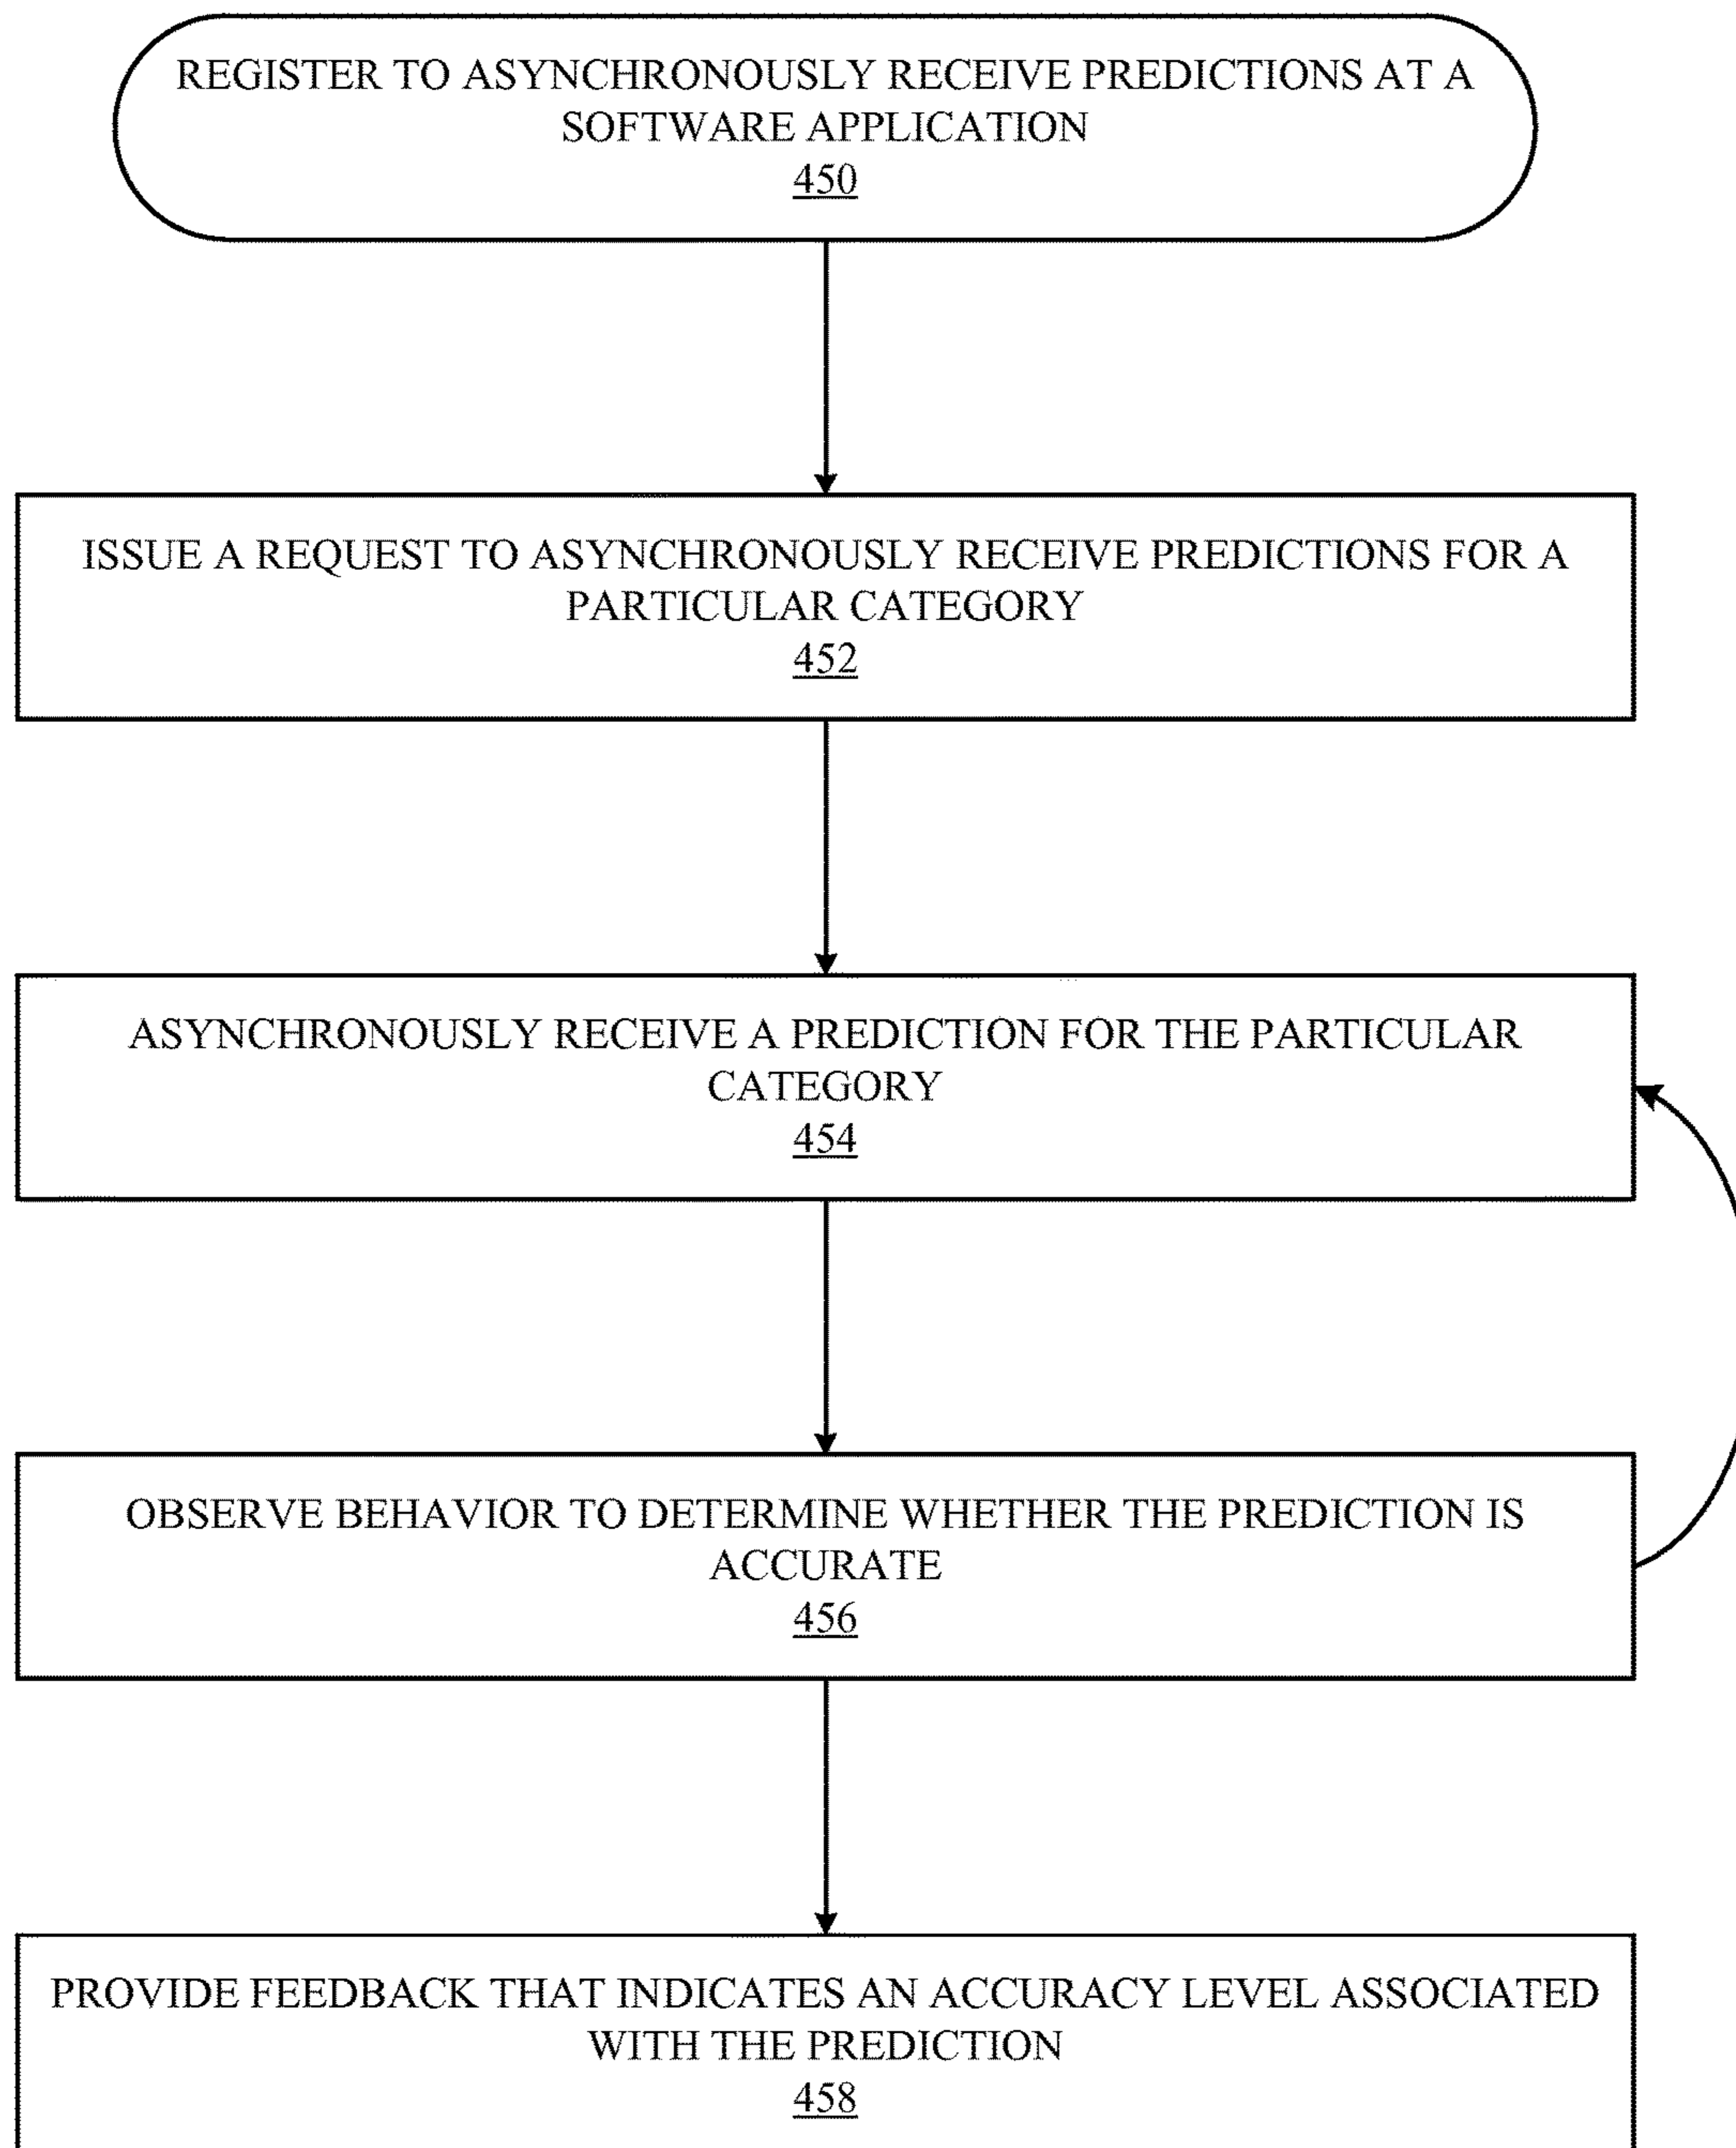 REGISTER TO ASYNCHRONOUSLY RECEIVE PREDICTIONS AT A
SOFTWARE APPLICATION
450
ISSUE A REQUEST TO ASYNCHRONOUSLY RECEIVE PREDICTIONS FOR A
PARTICULAR CATEGORY
452
ASYNCHRONOUSLY RECEIVE A PREDICTION FOR THE PARTICULAR
CATEGORY
454
OBSERVE BEHAVIOR TO DETERMINE WHETHER THE PREDICTION IS
ACCURATE
456
PROVIDE FEEDBACK THAT INDICATES AN ACCURACY LEVEL ASSOCIATED
WITH THE PREDICTION
458